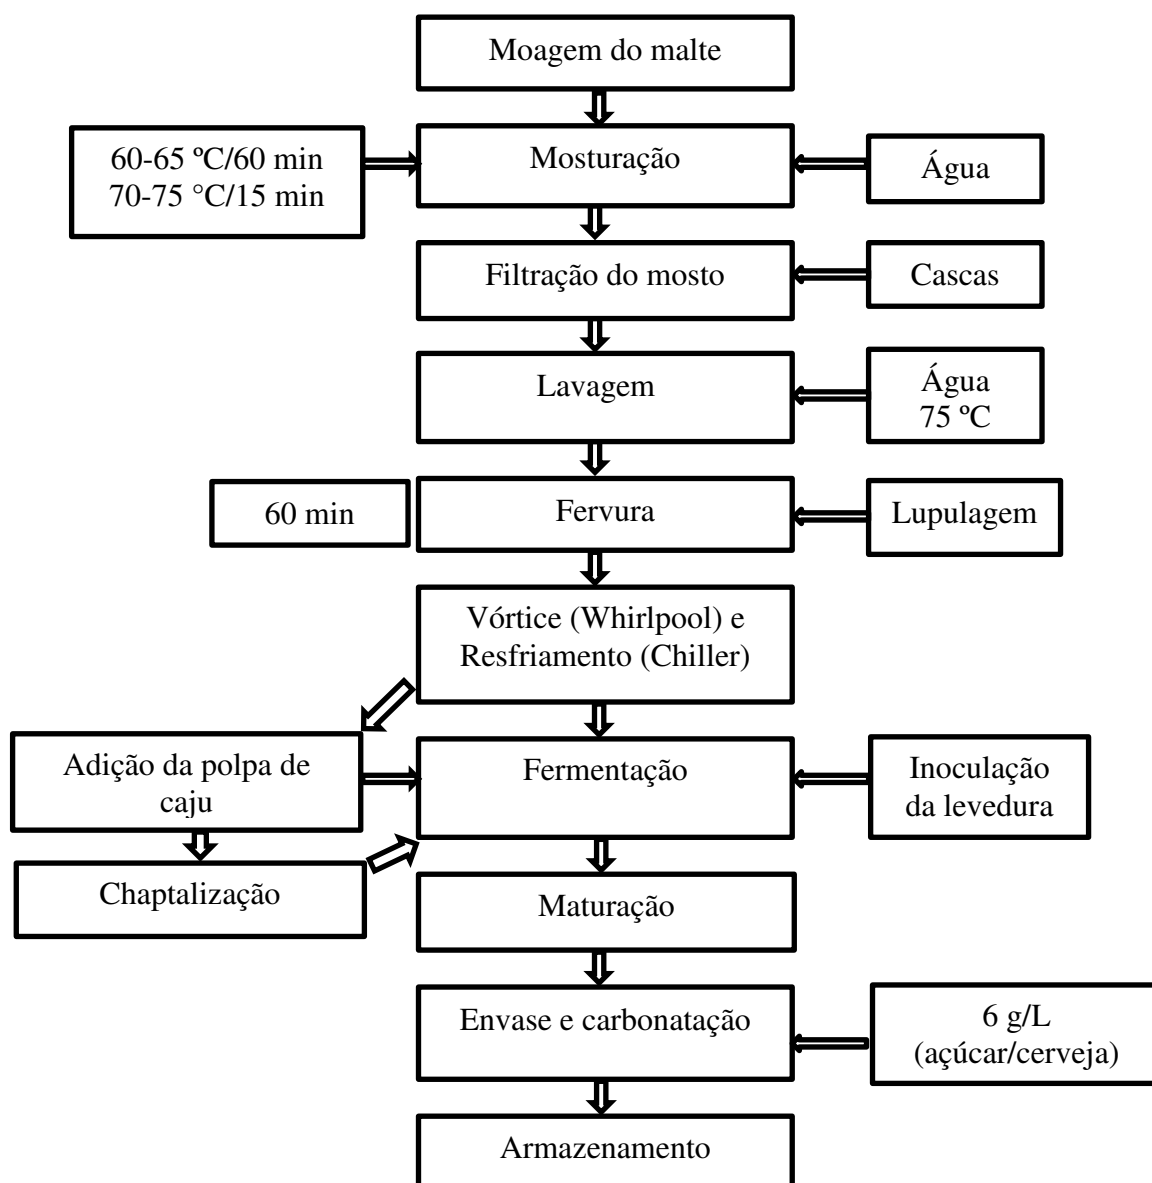 Moagem do malte
60-65 ºC/60 min
70-75 °C/15 min
Mosturação
Água
Filtração do mosto
Cascas
Lavagem
Água
75 ºC
60 min
Fervura
Lupulagem
Vórtice (Whirlpool) e
Resfriamento (Chiller)
Adição da polpa de
caju
Fermentação
Inoculação
da levedura
Chaptalização
Maturação
Envase e carbonatação
6 g/L
(açúcar/cerveja)
Armazenamento